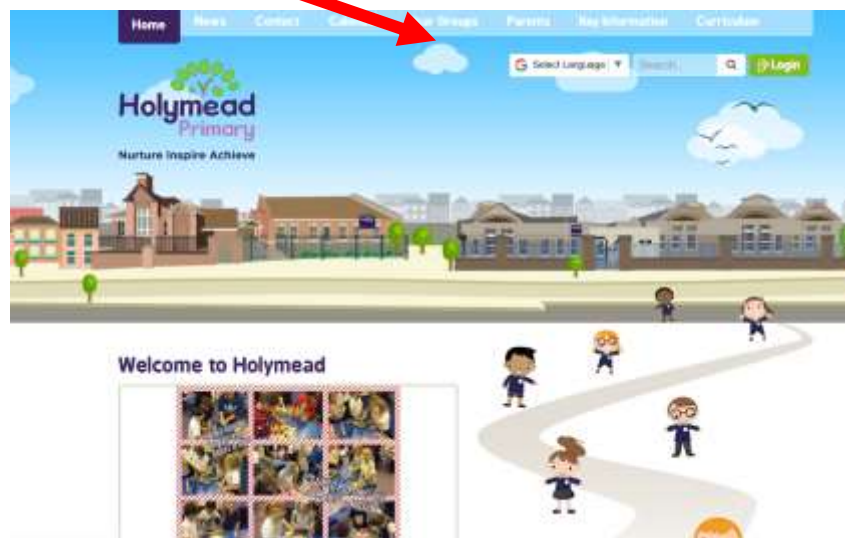 Home News Contact Groups Parents Key Information Curriculum
Select Language ▼ Search... Login
Holymead
Primary
Nurture Inspire Achieve
Welcome to Holymead